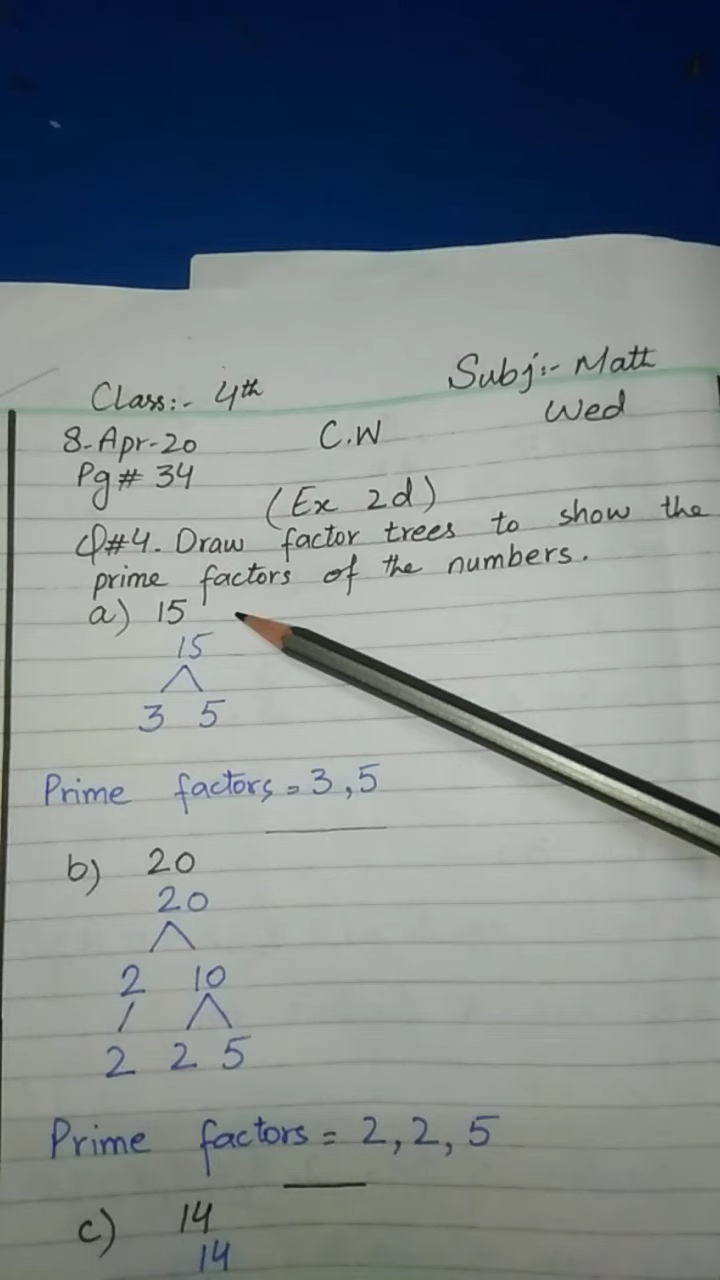 Class:- 4th Subj:- Math
8-Apr-20 C.W Wed
Pg# 34
(Ex 2d)
Q#4. Draw factor trees to show the
prime factors of the numbers.
a) 15
15
3 5
Prime factors = 3,5
b) 20
20
2 10
2 2 5
Prime factors = 2, 2, 5
c) 14
14